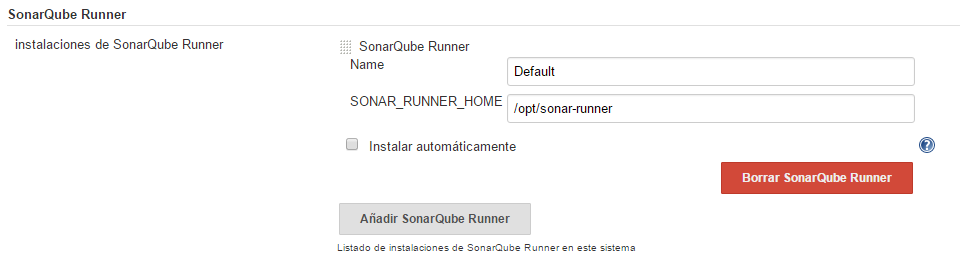 SonarQube Runner
instalaciones de SonarQube Runner
SonarQube Runner
Name
Default
SONAR_RUNNER_HOME
/opt/sonar-runner
Instalar automáticamente
?
Borrar SonarQube Runner
Añadir SonarQube Runner
Listado de instalaciones de SonarQube Runner en este sistema